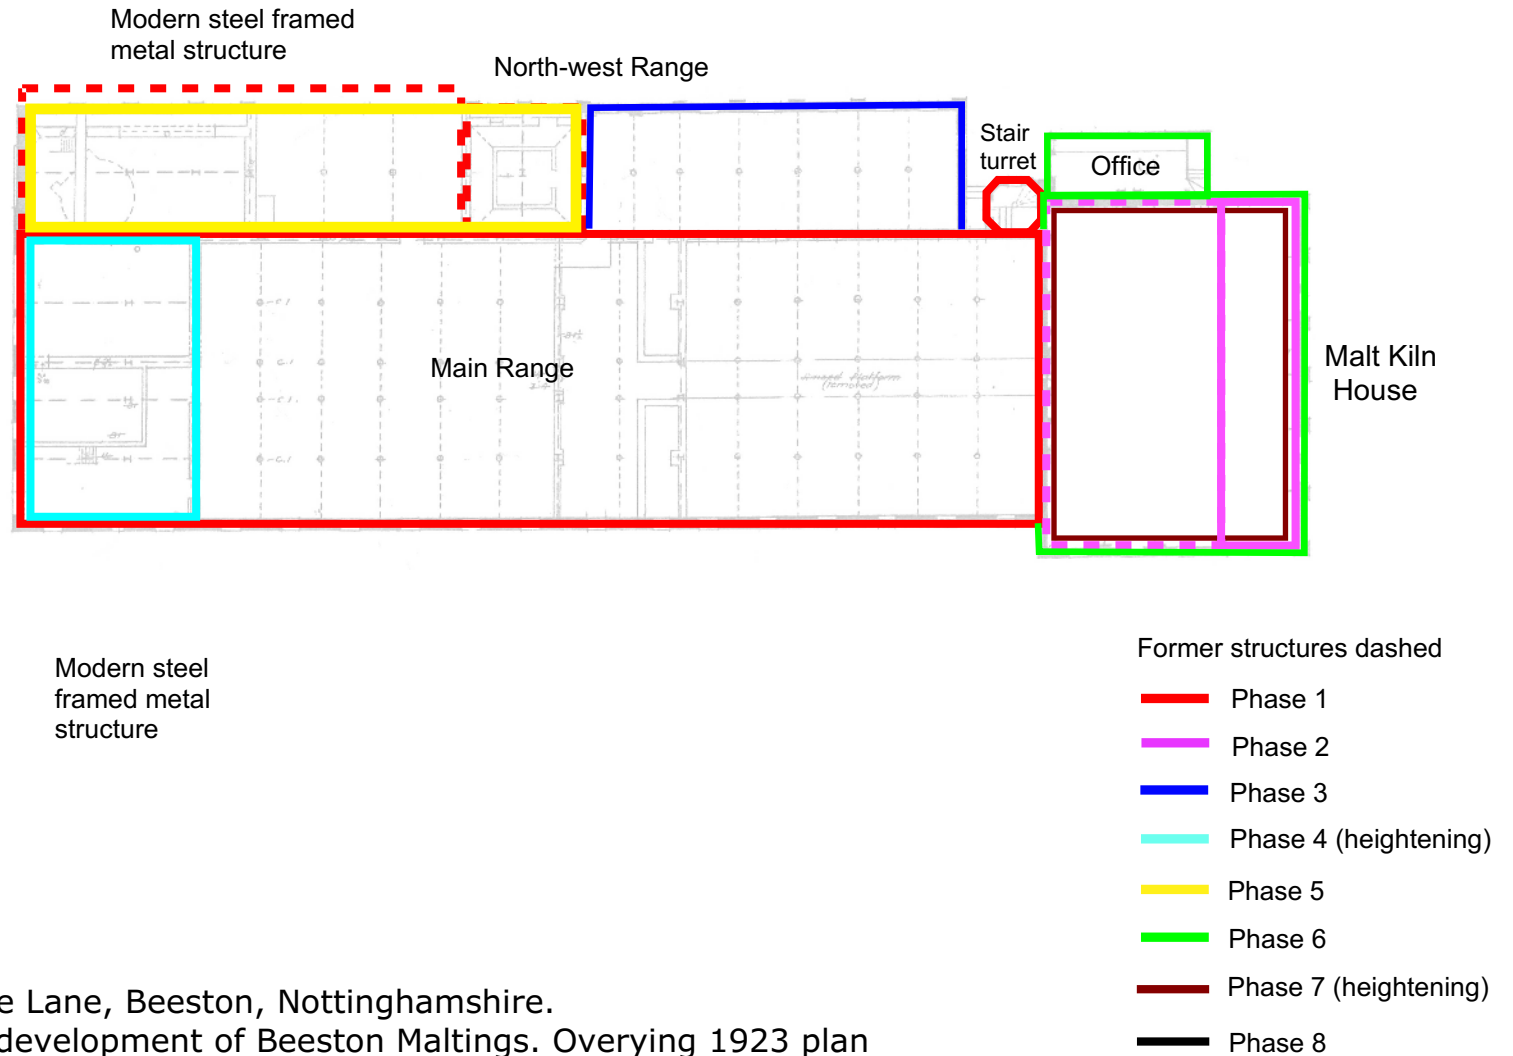 Modern steel framed
metal structure
North-west Range
Stair
turret
Office
Main Range
Malt Kiln
House
Modern steel
framed metal
structure
Former structures dashed
Phase 1
Phase 2
Phase 3
Phase 4 (heightening)
Phase 5
Phase 6
Phase 7 (heightening)
Phase 8
e Lane, Beeston, Nottinghamshire.
development of Beeston Maltings. Overying 1923 plan